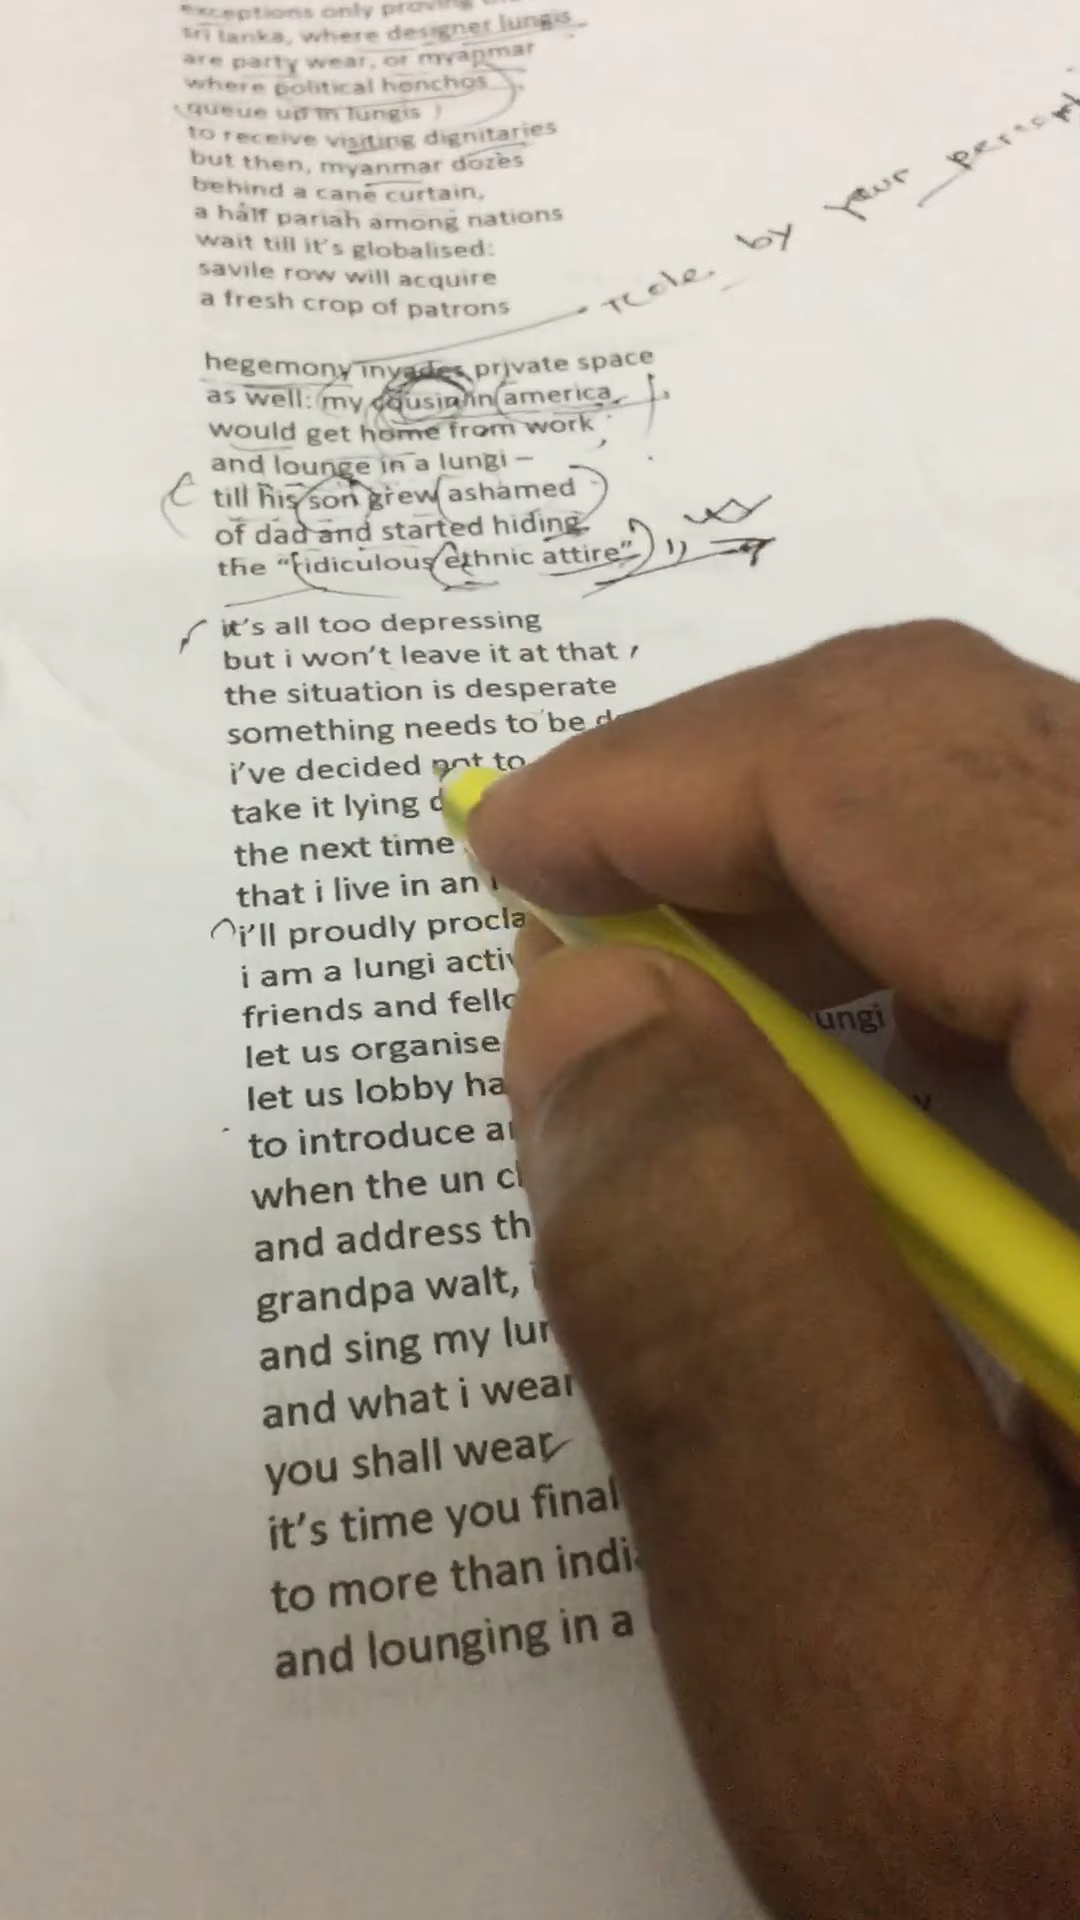 exceptions only proving
sri lanka, where designer lungis
are party wear, or myanmar
where political honchos
queue up in lungis
to receive visiting dignitaries
but then, myanmar dozes
behind a cane curtain,
a half pariah among nations
wait till it's globalised:
savile row will acquire
a fresh crop of patrons
by your
hegemony invades private space
as well: my cousin in america
would get home from work
and lounge in a lungi –
till his son grew ashamed
of dad and started hiding
the "ridiculous ethnic attire"
it's all too depressing
but i won't leave it at that
the situation is desperate
something needs to be
i've decided not to
take it lying
the next time
that i live in an
i'll proudly procla
i am a lungi activ
friends and fello
ungi
let us organise
let us lobby ha
to introduce a
when the un c
and address th
grandpa walt,
and sing my lun
and what i wear
you shall wear
it's time you final
to more than india
and lounging in a